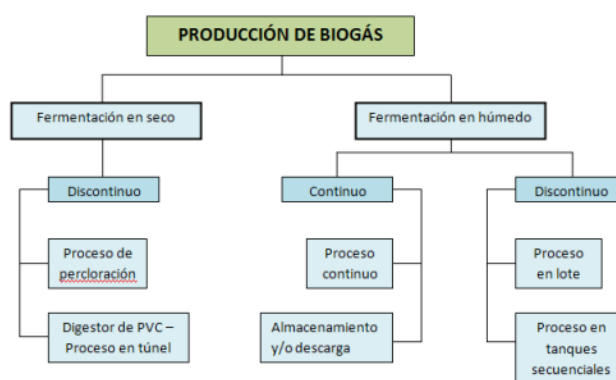 PRODUCCIÓN DE BIOGÁS
Fermentación en seco
Fermentación en húmedo
Discontinuo
Continuo
Discontinuo
Proceso de
percloración
Proceso
continuo
Proceso
en lote
Digestor de PVC –
Proceso en túnel
Almacenamiento
y/o descarga
Proceso en
tanques
secuenciales